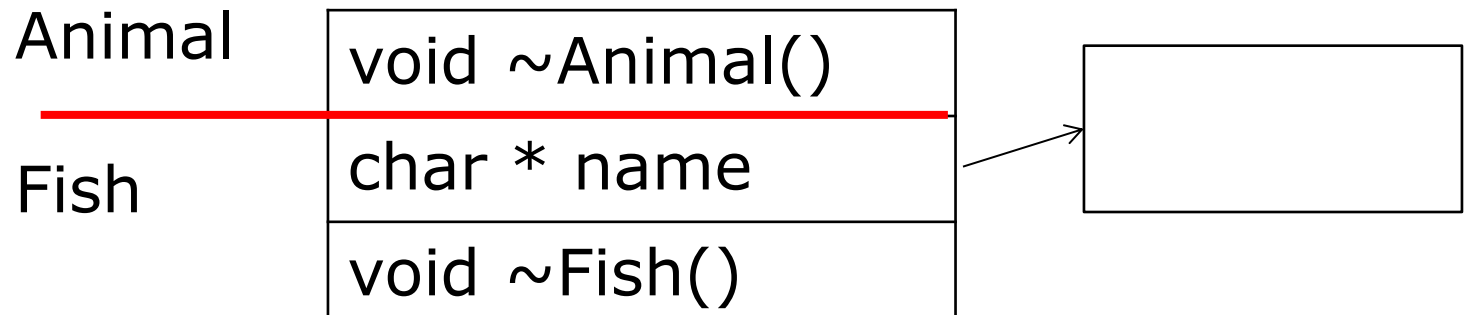 Animal
void ~Animal()
char * name
Fish
void ~Fish()